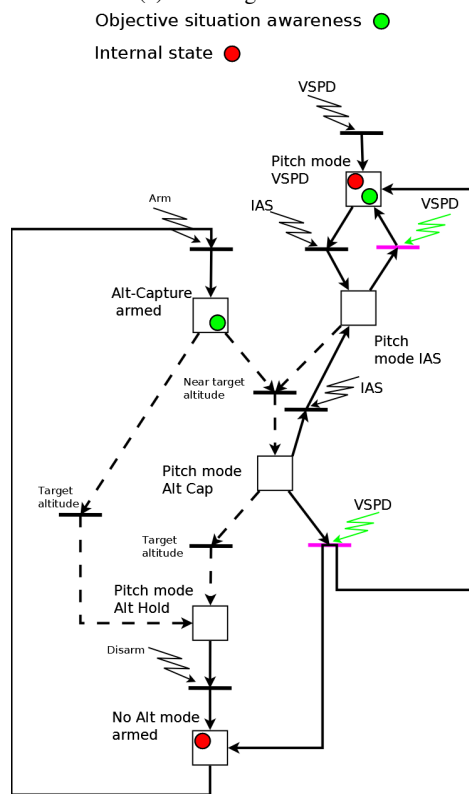 Objective situation awareness
Internal state
VSPD
Pitch mode
VSPD
Arm
IAS
VSPD
Alt-Capture
armed
Pitch
mode IAS
Near target
altitude
IAS
Pitch mode
Alt Cap
Target
altitude
VSPD
Target
altitude
Pitch mode
Alt Hold
Disarm
No Alt mode
armed